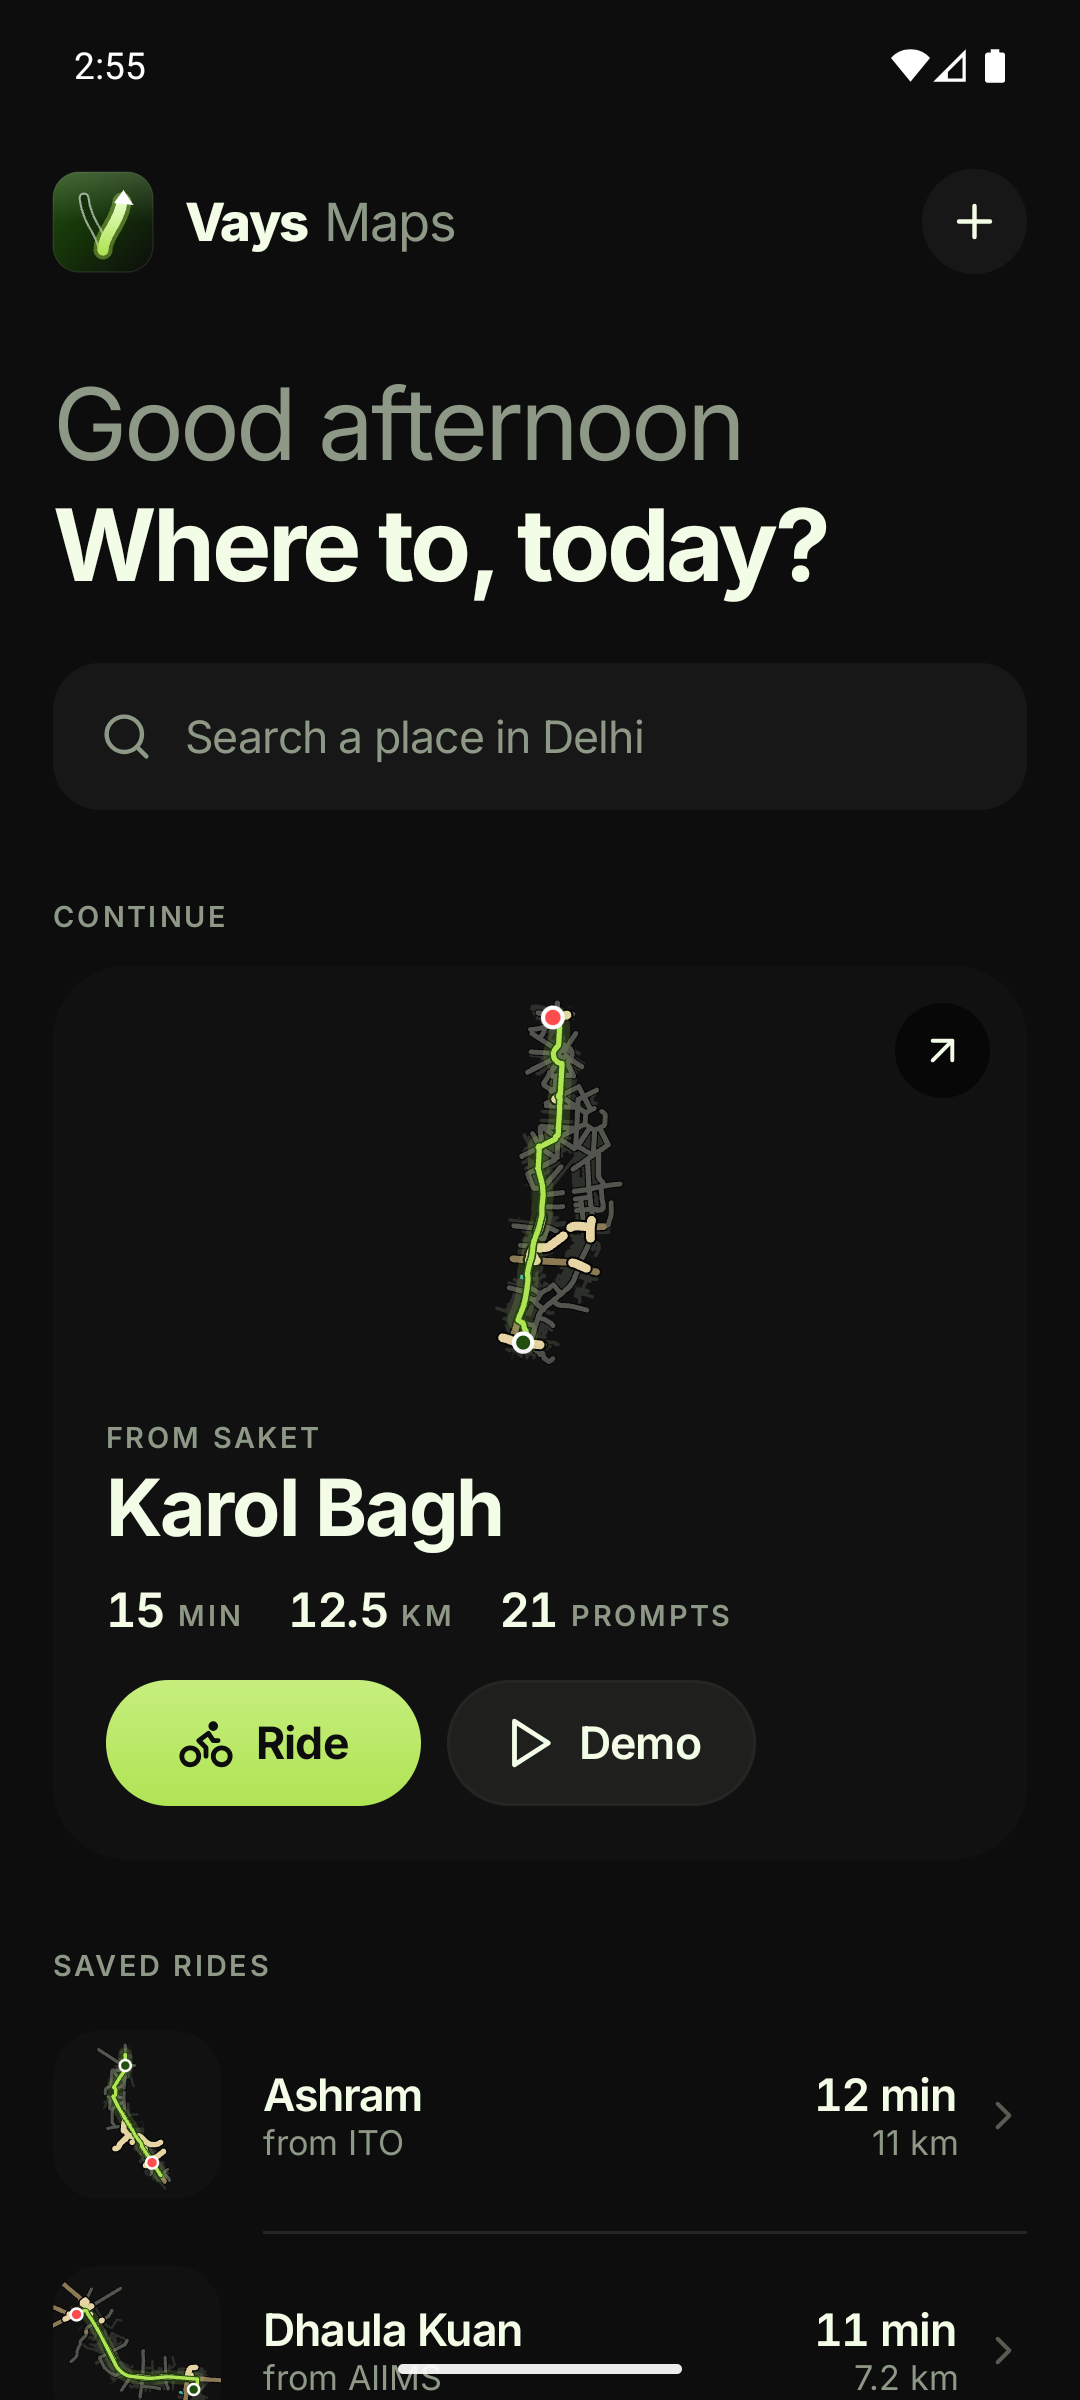 2:55
Vays Maps
Good afternoon
Where to, today?
Search a place in Delhi
CONTINUE
FROM SAKET
Karol Bagh
15 MIN 12.5 KM 21 PROMPTS
Ride Demo
SAVED RIDES
Ashram 12 min
from ITO 11 km
Dhaula Kuan 11 min
from AIIMS 7.2 km